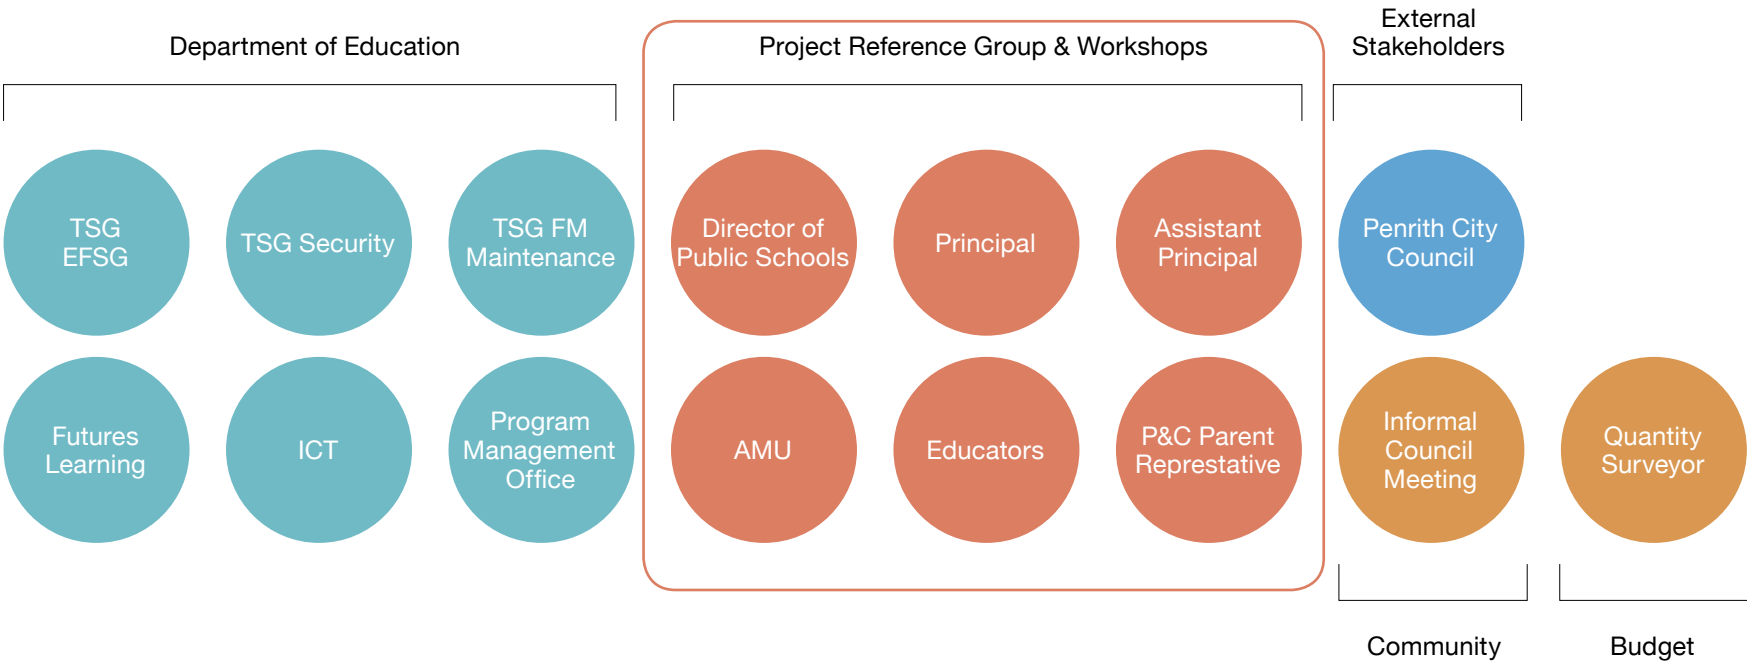 Department of Education
Project Reference Group & Workshops
External
Stakeholders
TSG
EFSG
TSG Security
TSG FM
Maintenance
Director of
Public Schools
Principal
Assistant
Principal
Penrith City
Council
Futures
Learning
ICT
Program
Management
Office
AMU
Educators
P&C Parent
Represtative
Informal
Council
Meeting
Quantity
Surveyor
Community
Budget